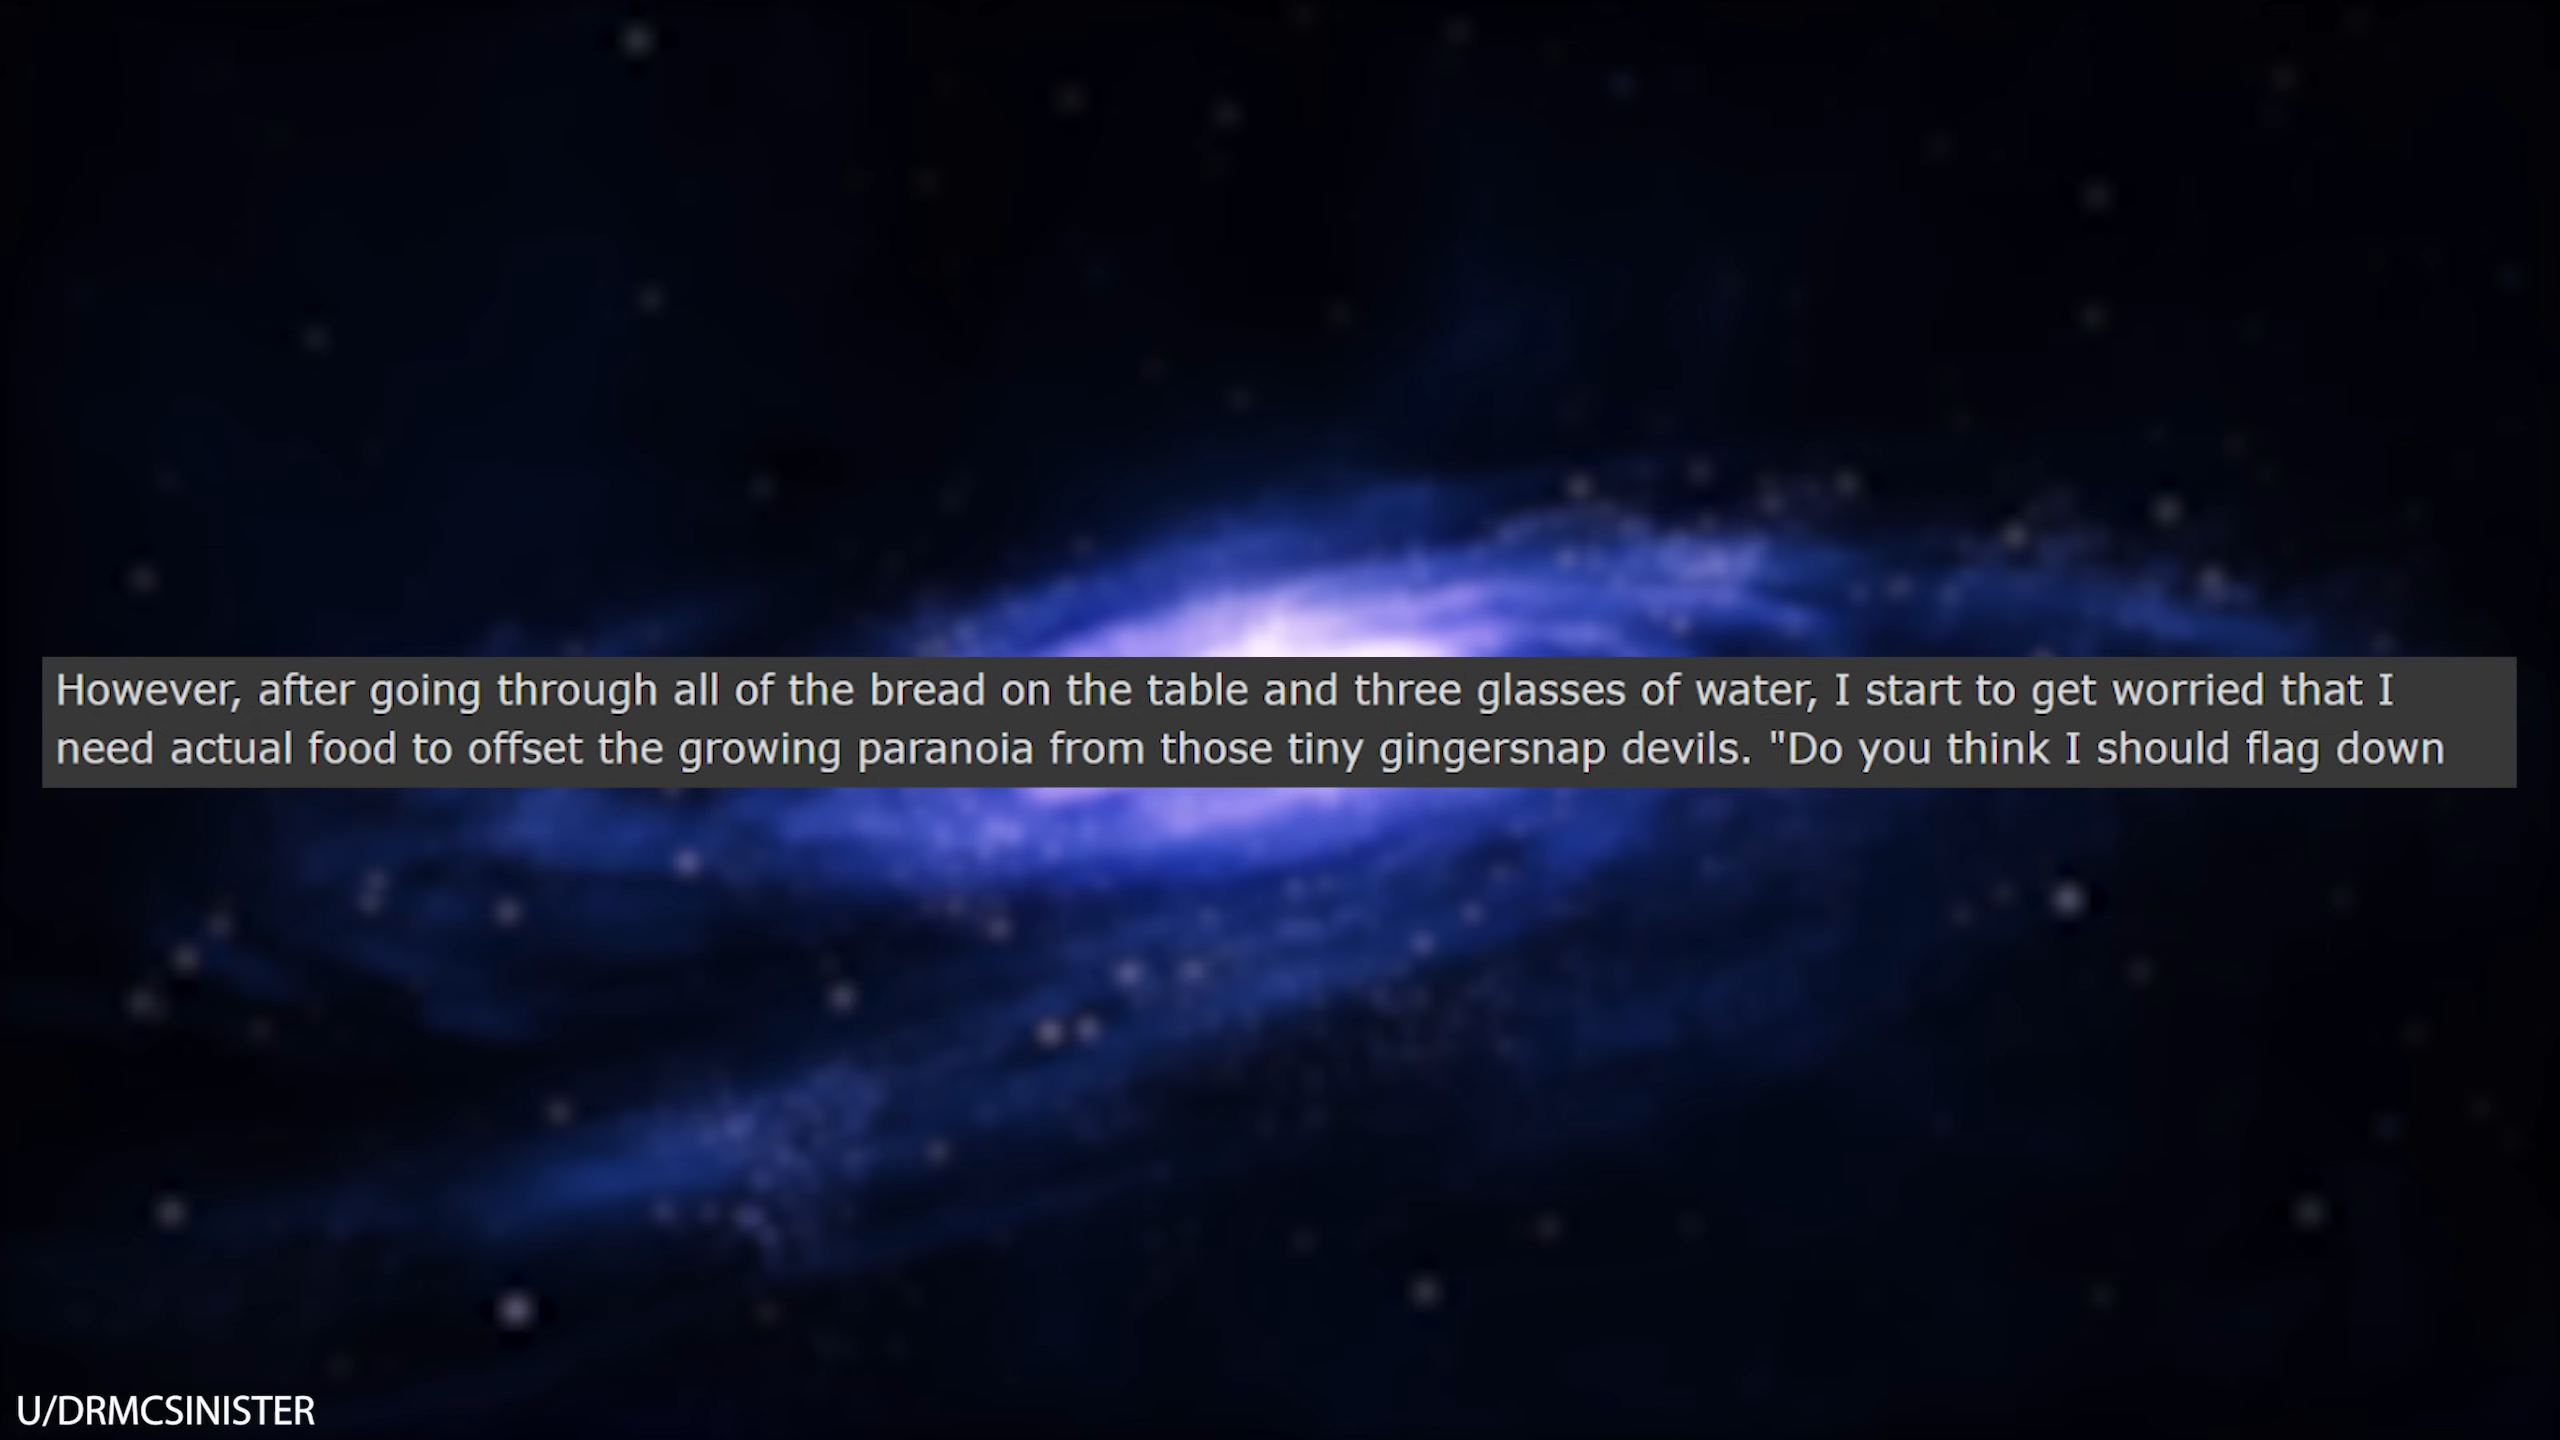 However, after going through all of the bread on the table and three glasses of water, I start to get worried that I
need actual food to offset the growing paranoia from those tiny gingersnap devils. "Do you think I should flag down
U/DRMCSINISTER